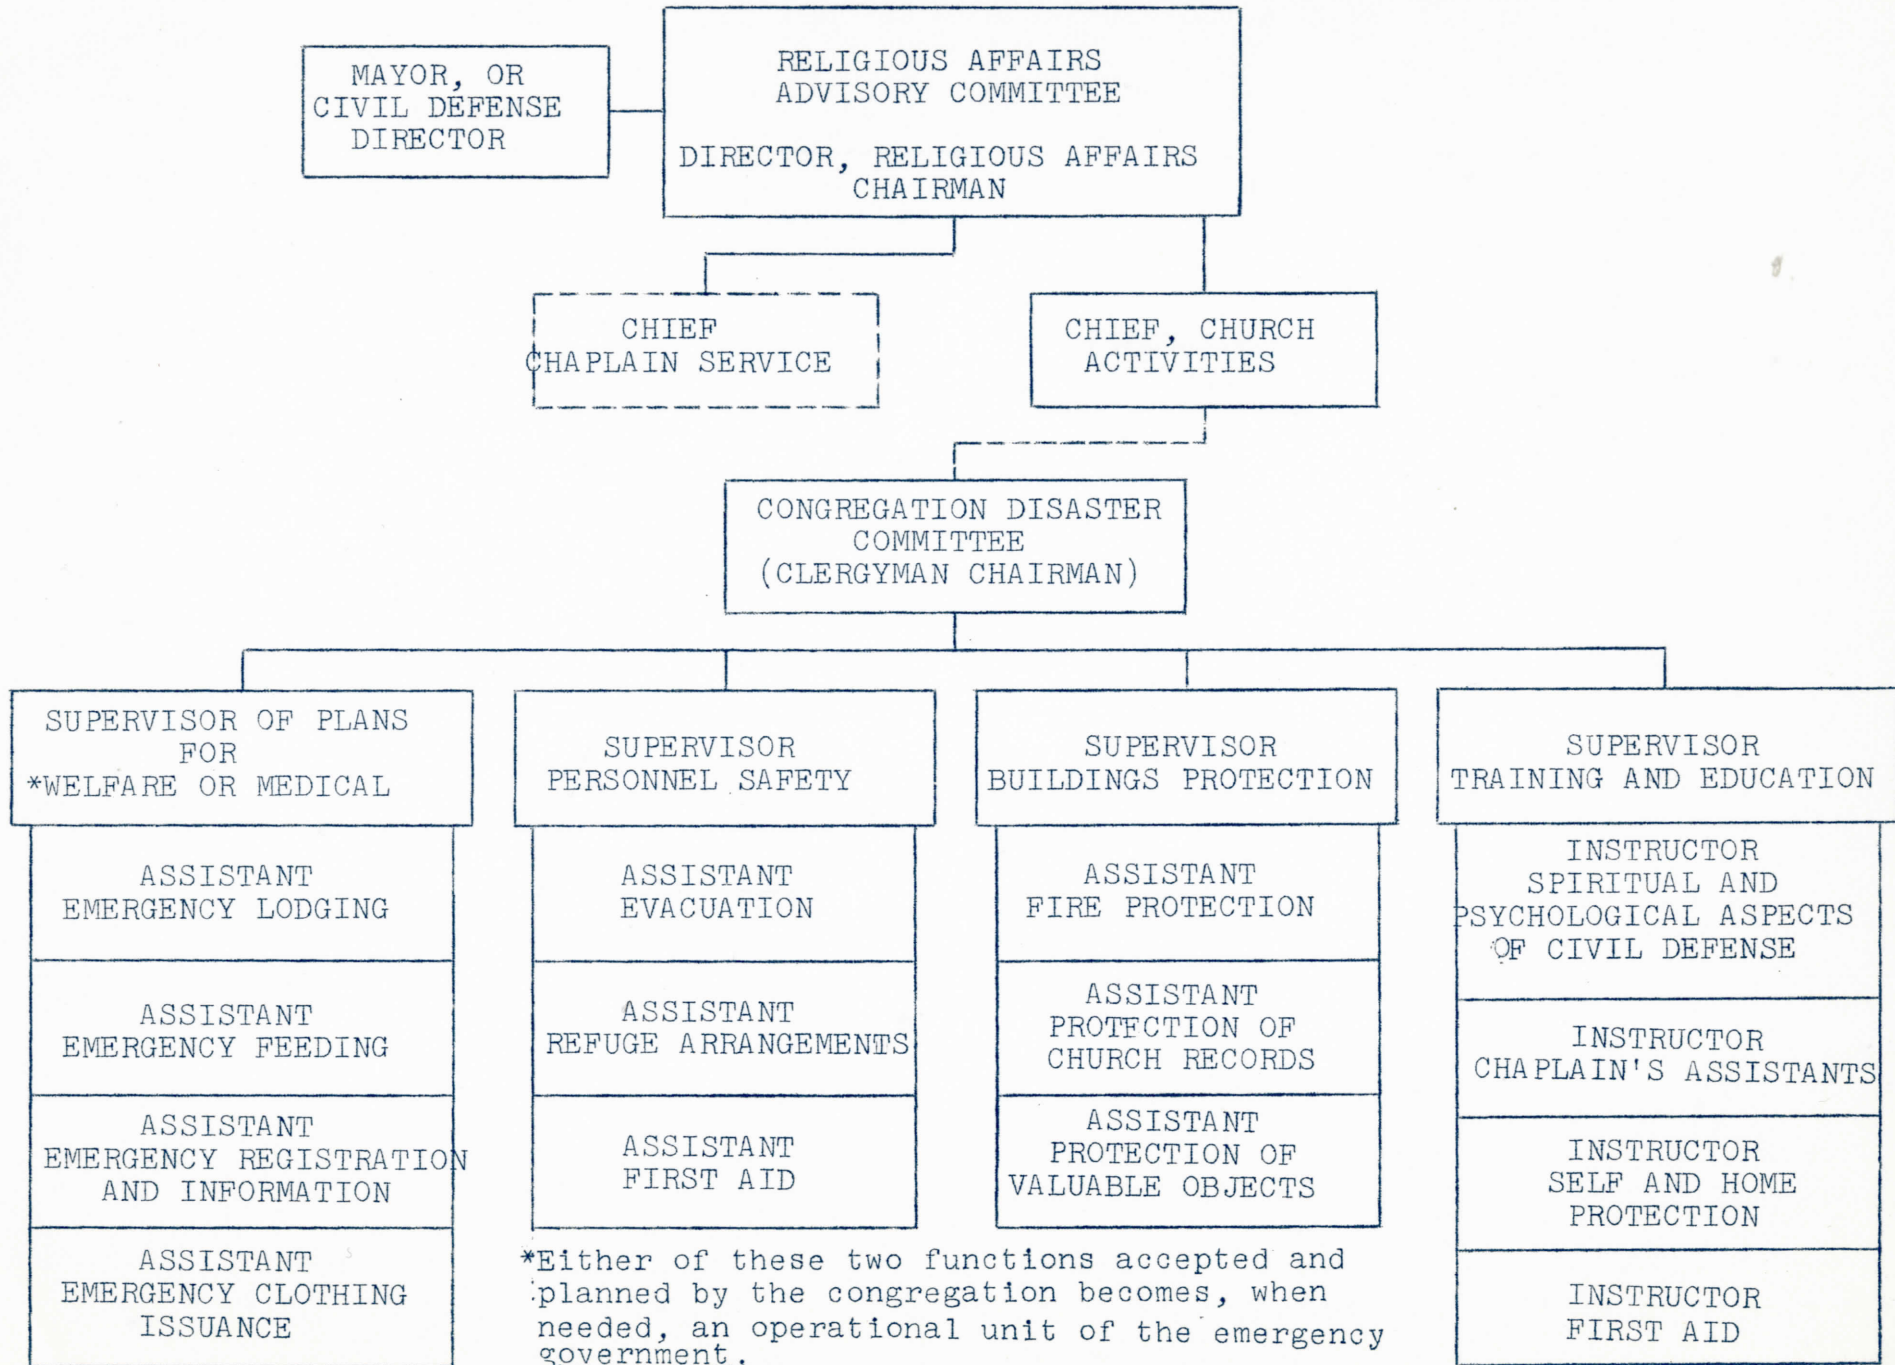 MAYOR, OR
CIVIL DEFENSE
DIRECTOR
RELIGIOUS AFFAIRS
ADVISORY COMMITTEE
DIRECTOR, RELIGIOUS AFFAIRS
CHAIRMAN
CHIEF
CHAPLAIN SERVICE
CHIEF, CHURCH
ACTIVITIES
CONGREGATION DISASTER
COMMITTEE
(CLERGYMAN CHAIRMAN)
SUPERVISOR OF PLANS
FOR
*WELFARE OR MEDICAL
ASSISTANT
EMERGENCY LODGING
ASSISTANT
EMERGENCY FEEDING
ASSISTANT
EMERGENCY REGISTRATION
AND INFORMATION
ASSISTANT
EMERGENCY CLOTHING
ISSUANCE
SUPERVISOR
PERSONNEL SAFETY
ASSISTANT
EVACUATION
ASSISTANT
REFUGE ARRANGEMENTS
ASSISTANT
FIRST AID
SUPERVISOR
BUILDINGS PROTECTION
ASSISTANT
FIRE PROTECTION
ASSISTANT
PROTECTION OF
CHURCH RECORDS
ASSISTANT
PROTECTION OF
VALUABLE OBJECTS
SUPERVISOR
TRAINING AND EDUCATION
INSTRUCTOR
SPIRITUAL AND
PSYCHOLOGICAL ASPECTS
OF CIVIL DEFENSE
INSTRUCTOR
CHAPLAIN'S ASSISTANTS
INSTRUCTOR
SELF AND HOME
PROTECTION
INSTRUCTOR
FIRST AID
*Either of these two functions accepted and
planned by the congregation becomes, when
needed, an operational unit of the emergency
government.